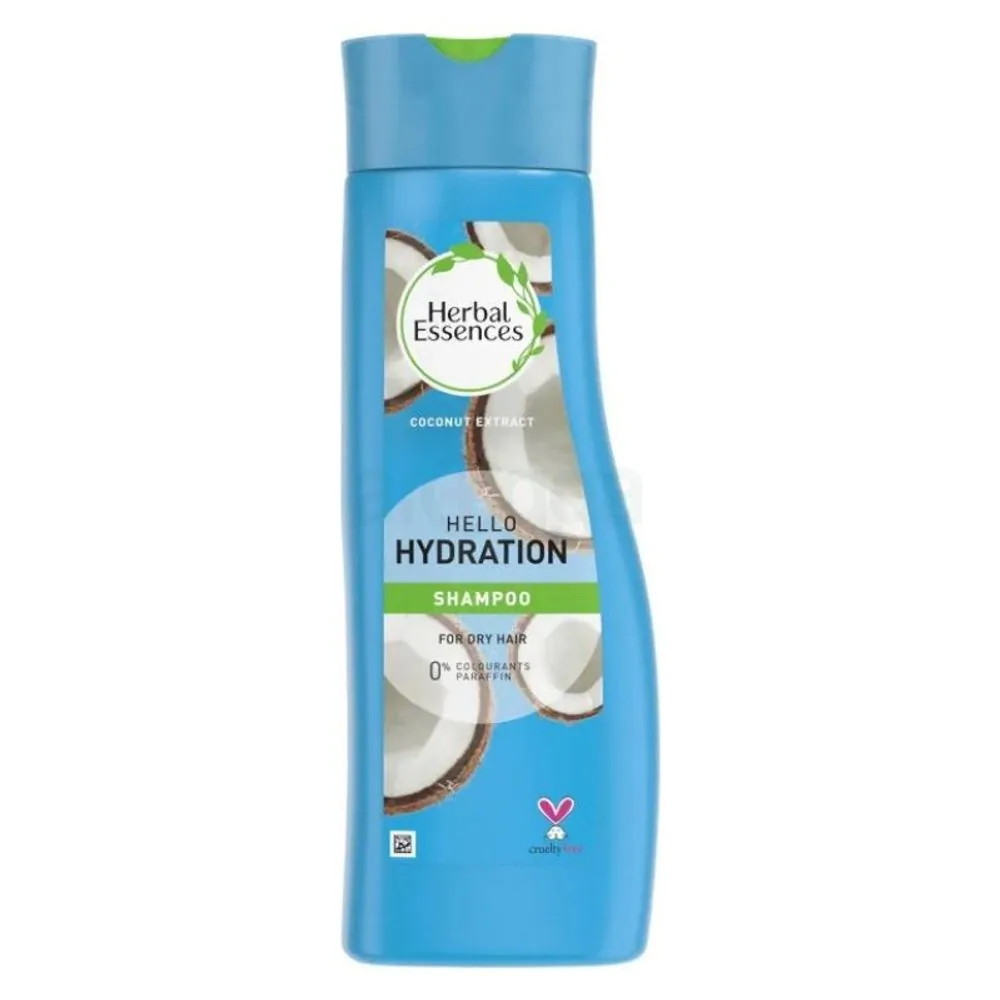 Herbal
Essences
COCONUT EXTRACT
HELLO
HYDRATION
SHAMPOO
FOR DRY HAIR
0% COLOURANTS
PARAFFIN
cruelty free